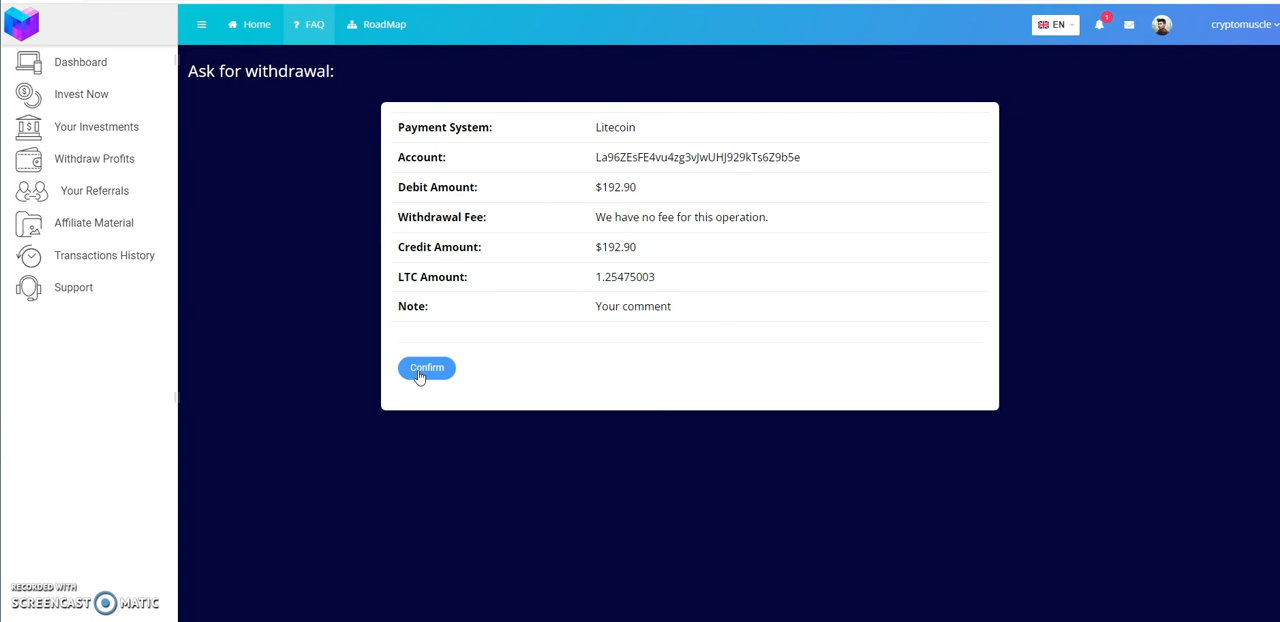 Home
? FAQ
RoadMap
EN
1
cryptomuscle
Dashboard
Invest Now
Your Investments
Withdraw Profits
Your Referrals
Affiliate Material
Transactions History
Support
Ask for withdrawal:
Payment System: Litecoin
Account: La96ZEsFE4vu4zg3vJwUHJ929kTs6Z9b5e
Debit Amount: $192.90
Withdrawal Fee: We have no fee for this operation.
Credit Amount: $192.90
LTC Amount: 1.25475003
Note: Your comment
Confirm
RECORDED WITH
SCREENCAST MATIC